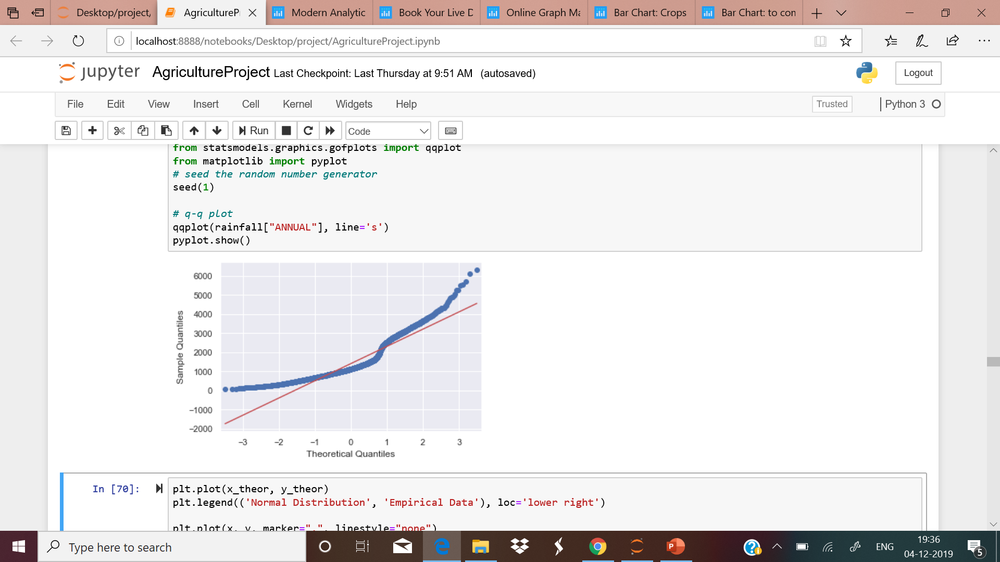 Desktop/project/
AgricultureP
Modern Analytic
Book Your Live D
Online Graph Ma
Bar Chart: Crops
Bar Chart: to con
localhost:8888/notebooks/Desktop/project/AgricultureProject.ipynb
jupyter AgricultureProject Last Checkpoint: Last Thursday at 9:51 AM (autosaved)
Logout
File Edit View Insert Cell Kernel Widgets Help
Trusted
Python 3
Run
Code
from statsmodels.graphics.gofplots import qqplot
from matplotlib import pyplot
# seed the random number generator
seed(1)
# q-q plot
qqplot(rainfall["ANNUAL"], line='s')
pyplot.show()
6000
5000
4000
3000
2000
1000
0
−1000
−2000
Sample Quantiles
−3 −2 −1 0 1 2 3
Theoretical Quantiles
In [70]:
plt.plot(x_theor, y_theor)
plt.legend(('Normal Distribution', 'Empirical Data'), loc='lower right')
plt.plot(x, y, marker=".", linestyle="none")
Type here to search
ENG
19:36
04-12-2019
5